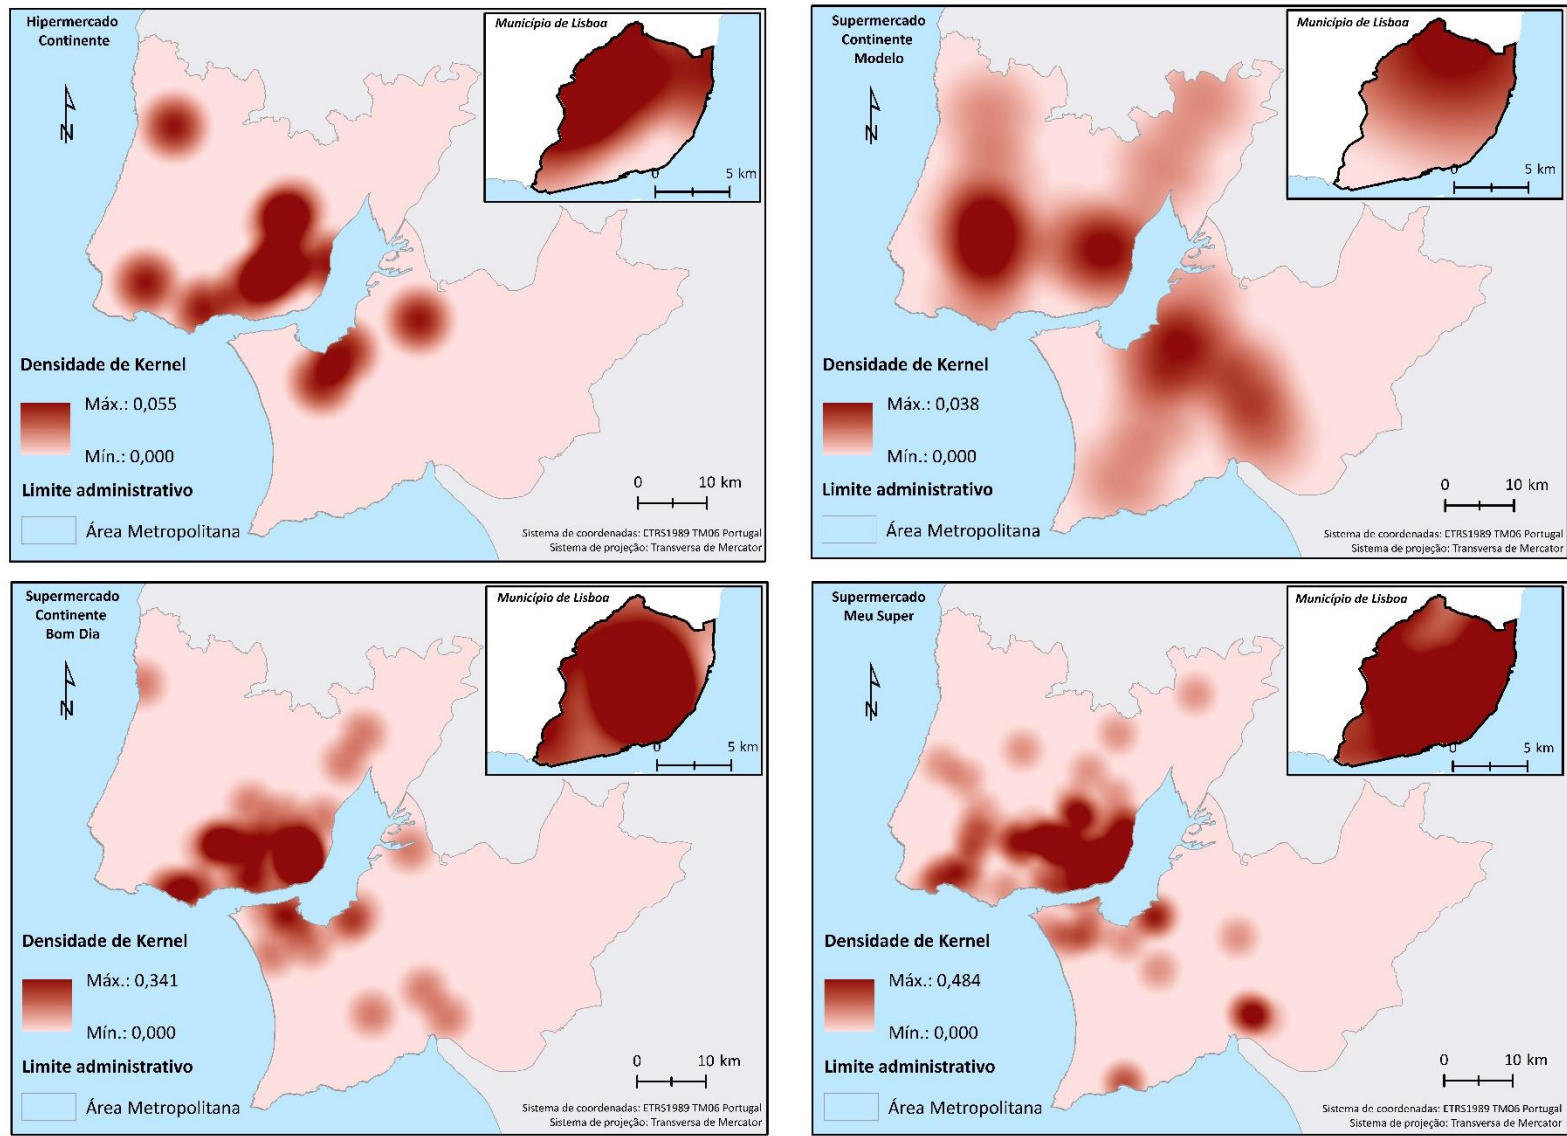 Hipermercado
Continente
Município de Lisboa
N
0
5 km
Densidade de Kernel
Máx.: 0,055
Mín.: 0,000
Limite administrativo
Área Metropolitana
0
10 km
Sistema de coordenadas: ETRS1989 TM06 Portugal
Sistema de projeção: Transversa de Mercator
Supermercado
Continente
Modelo
Município de Lisboa
N
0
5 km
Densidade de Kernel
Máx.: 0,038
Mín.: 0,000
Limite administrativo
Área Metropolitana
0
10 km
Sistema de coordenadas: ETRS1989 TM06 Portugal
Sistema de projeção: Transversa de Mercator
Supermercado
Continente
Bom Dia
Município de Lisboa
N
0
5 km
Densidade de Kernel
Máx.: 0,341
Mín.: 0,000
Limite administrativo
Área Metropolitana
0
10 km
Sistema de coordenadas: ETRS1989 TM06 Portugal
Sistema de projeção: Transversa de Mercator
Supermercado
Meu Super
Município de Lisboa
N
0
5 km
Densidade de Kernel
Máx.: 0,484
Mín.: 0,000
Limite administrativo
Área Metropolitana
0
10 km
Sistema de coordenadas: ETRS1989 TM06 Portugal
Sistema de projeção: Transversa de Mercator